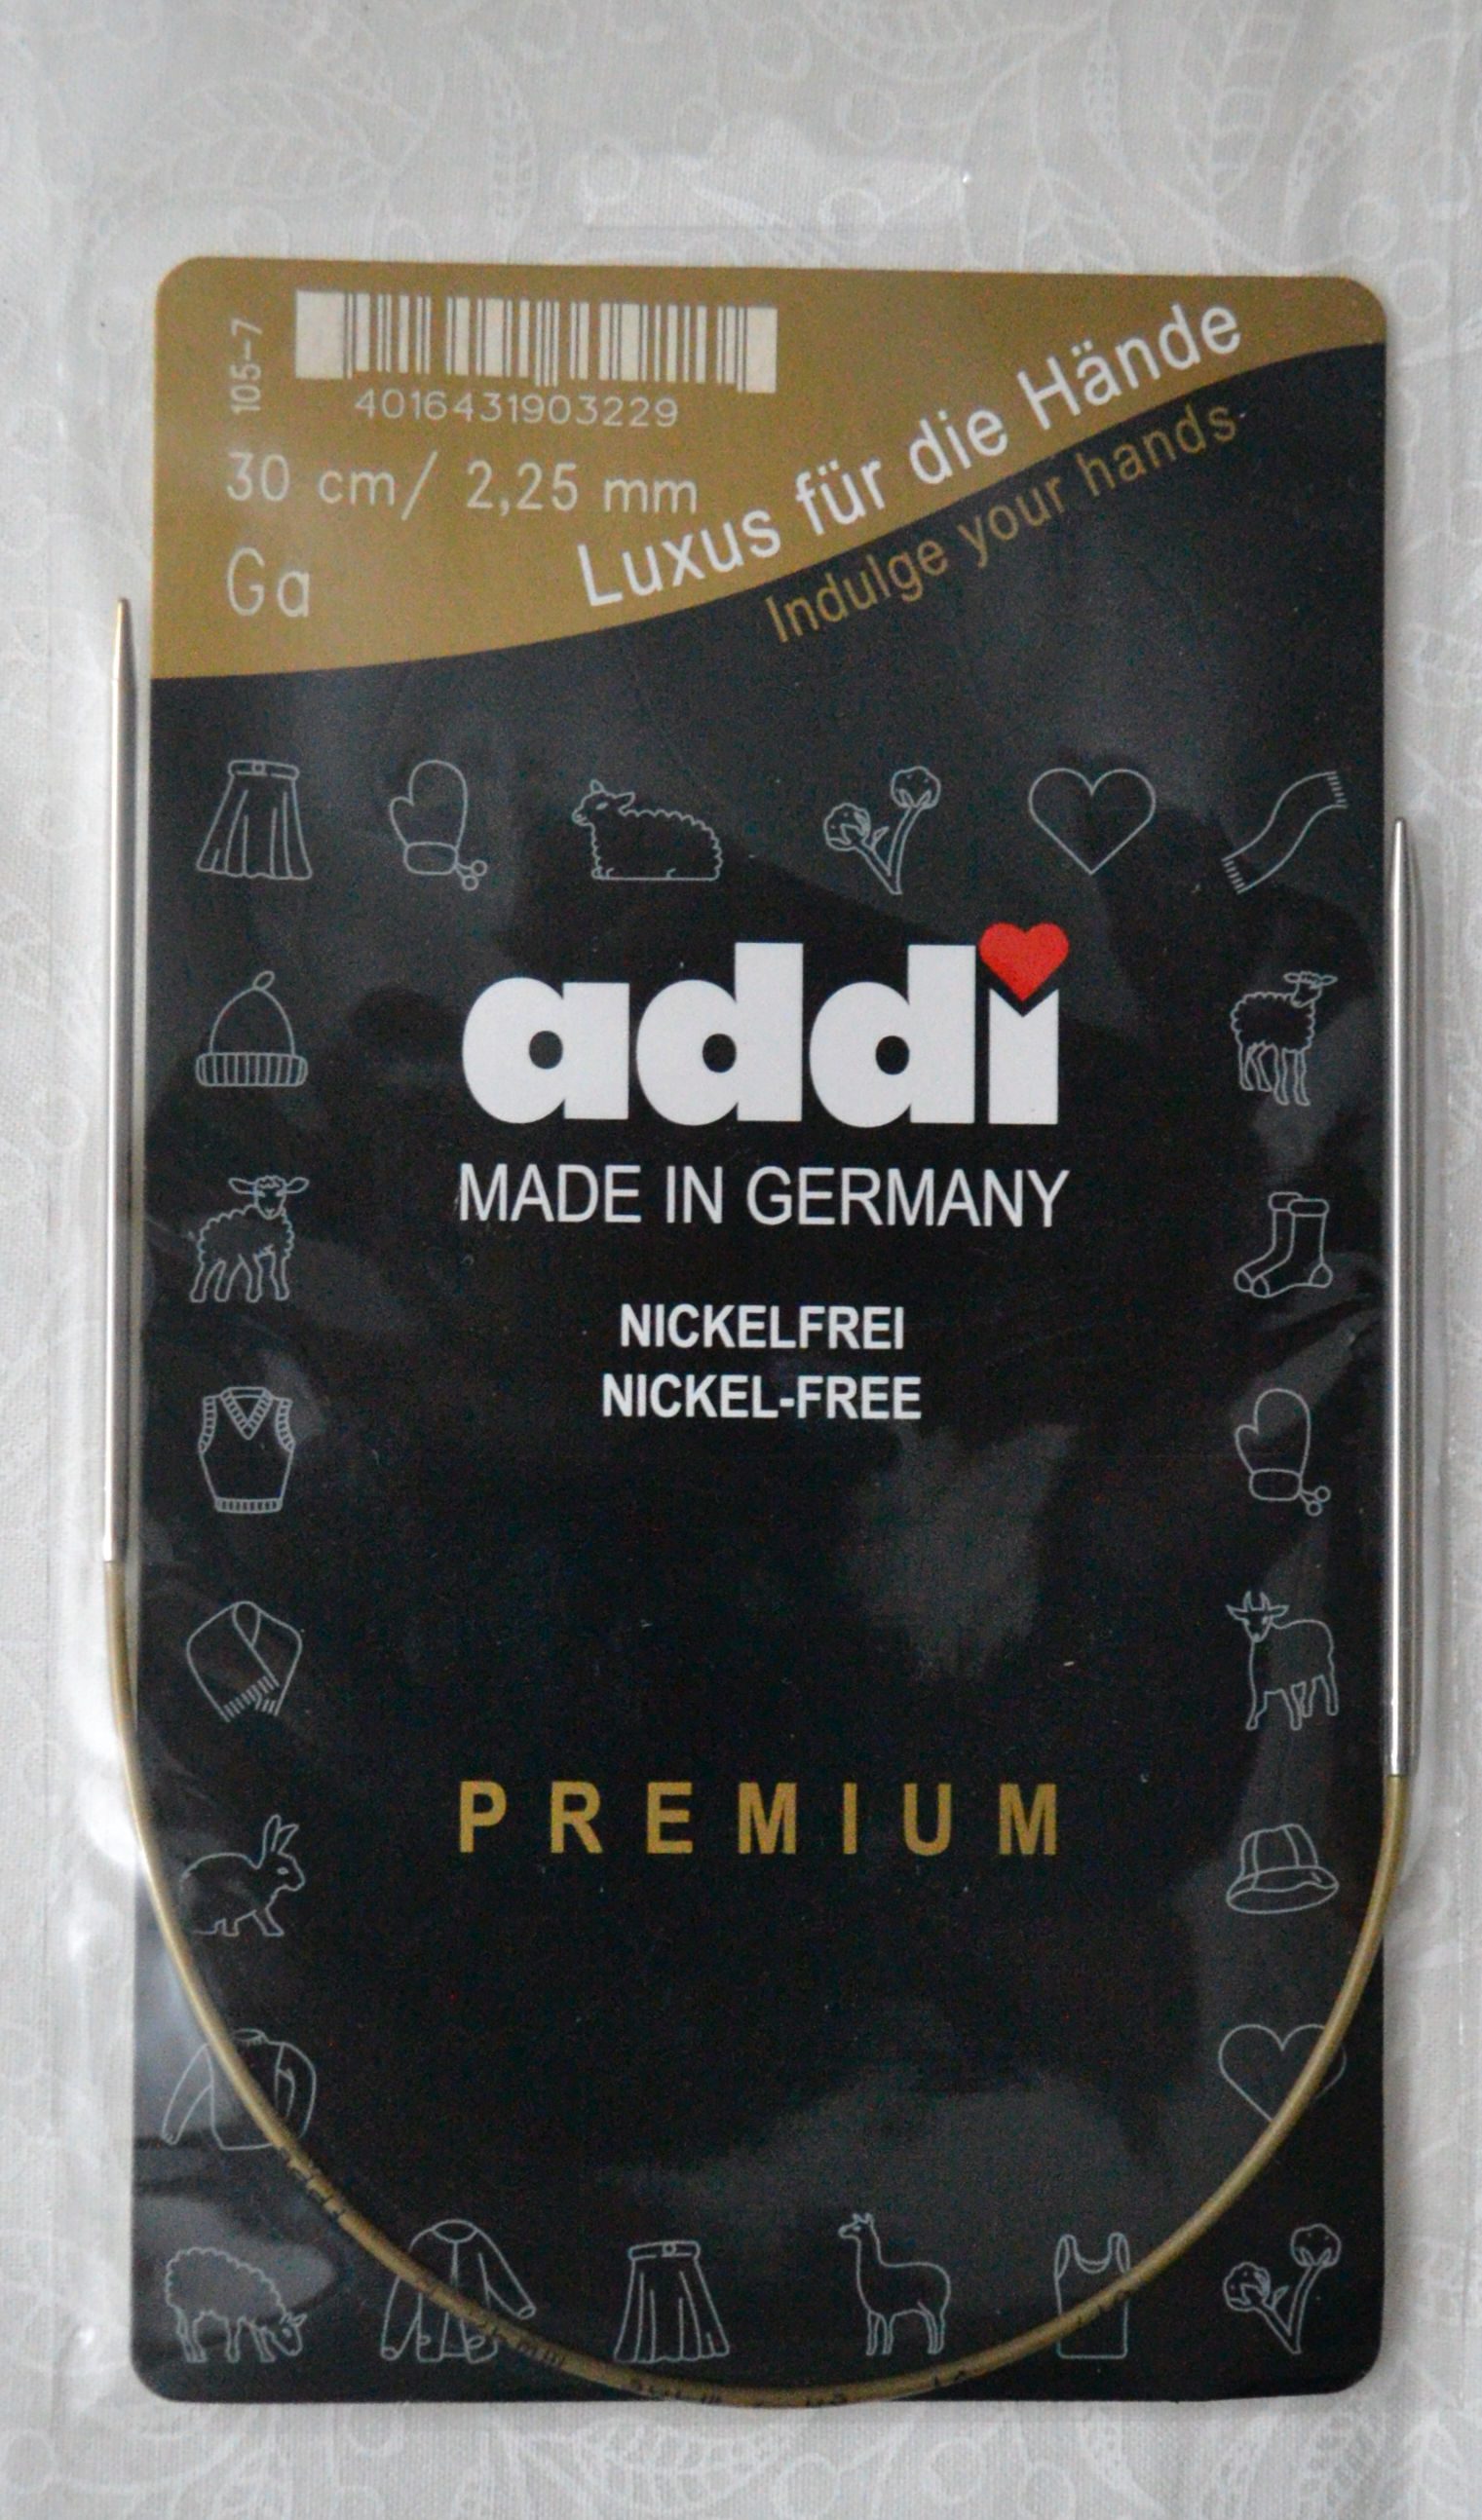 105-7
4016431903229
30 cm/ 2,25 mm
Ga
Luxus für die Hände
Indulge your hands
addi
MADE IN GERMANY
NICKELFREI
NICKEL-FREE
PREMIUM